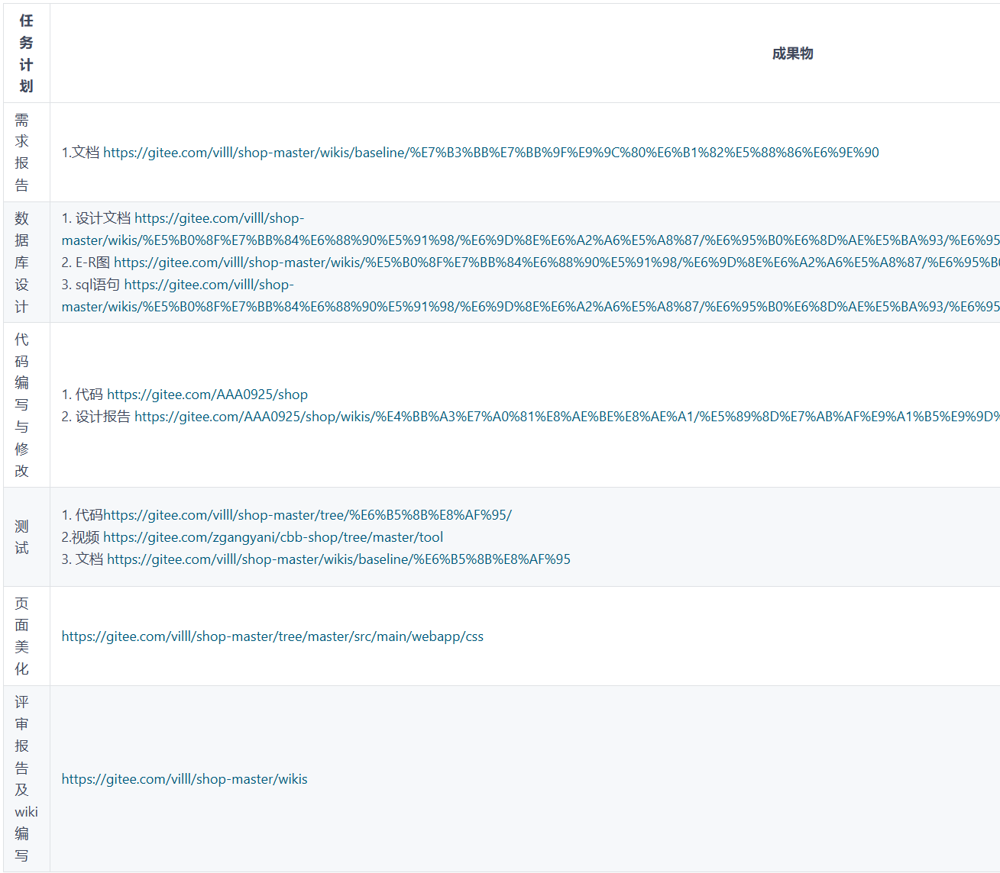 任
务
计
划
成果物
需
求
报
告
1.文档 https://gitee.com/villl/shop-master/wikis/baseline/%E7%B3%BB%E7%BB%9F%E9%9C%80%E6%B1%82%E5%88%86%E6%9E%90
数
据
库
设
计
1. 设计文档 https://gitee.com/villl/shop-
master/wikis/%E5%B0%8F%E7%BB%84%E6%88%90%E5%91%98/%E6%9D%8E%E6%A2%A6%E5%A8%87/%E6%95%B0%E6%8D%AE%E5%BA%93/%E6%95
2. E-R图 https://gitee.com/villl/shop-master/wikis/%E5%B0%8F%E7%BB%84%E6%88%90%E5%91%98/%E6%9D%8E%E6%A2%A6%E5%A8%87/%E6%95%B0
3. sql语句 https://gitee.com/villl/shop-
master/wikis/%E5%B0%8F%E7%BB%84%E6%88%90%E5%91%98/%E6%9D%8E%E6%A2%A6%E5%A8%87/%E6%95%B0%E6%8D%AE%E5%BA%93/%E6%95
代
码
编
写
与
修
改
1. 代码 https://gitee.com/AAA0925/shop
2. 设计报告 https://gitee.com/AAA0925/shop/wikis/%E4%BB%A3%E7%A0%81%E8%AE%BE%E8%AE%A1/%E5%89%8D%E7%AB%AF%E9%A1%B5%E9%9D%
测
试
1. 代码https://gitee.com/villl/shop-master/tree/%E6%B5%8B%E8%AF%95/
2.视频 https://gitee.com/zgangyani/cbb-shop/tree/master/tool
3. 文档 https://gitee.com/villl/shop-master/wikis/baseline/%E6%B5%8B%E8%AF%95
页
面
美
化
https://gitee.com/villl/shop-master/tree/master/src/main/webapp/css
评
审
报
告
及
wiki
编
写
https://gitee.com/villl/shop-master/wikis